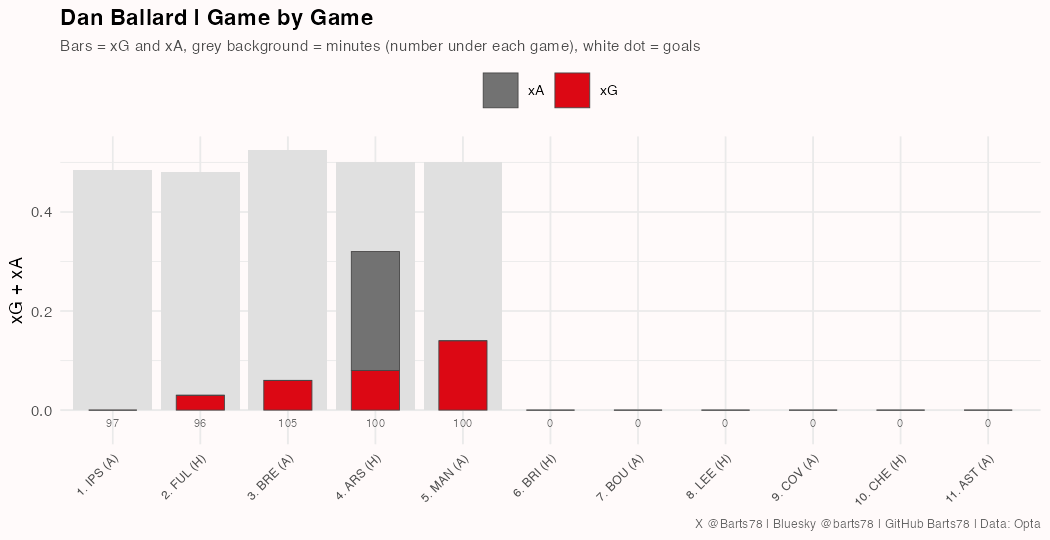 Dan Ballard | Game by Game
Bars = xG and xA, grey background = minutes (number under each game), white dot = goals
xA xG
xG + xA
0.4
0.2
0.0
97 96 105 100 100 0 0 0 0 0 0
1. IPS (A) 2. FUL (H) 3. BRE (A) 4. ARS (H) 5. MAN (A) 6. BRI (H) 7. BOU (A) 8. LEE (H) 9. COV (A) 10. CHE (H) 11. AST (A)
X @Barts78 | Bluesky @barts78 | GitHub Barts78 | Data: Opta